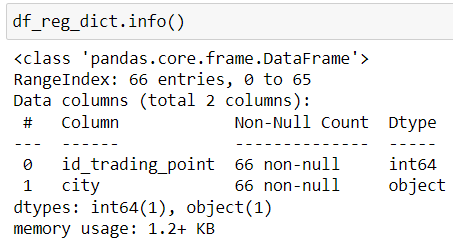 df_reg_dict.info()
<class 'pandas.core.frame.DataFrame'>
RangeIndex: 66 entries, 0 to 65
Data columns (total 2 columns):
 #   Column            Non-Null Count  Dtype
---  ------            --------------  -----
 0   id_trading_point  66 non-null     int64
 1   city              66 non-null     object
dtypes: int64(1), object(1)
memory usage: 1.2+ KB